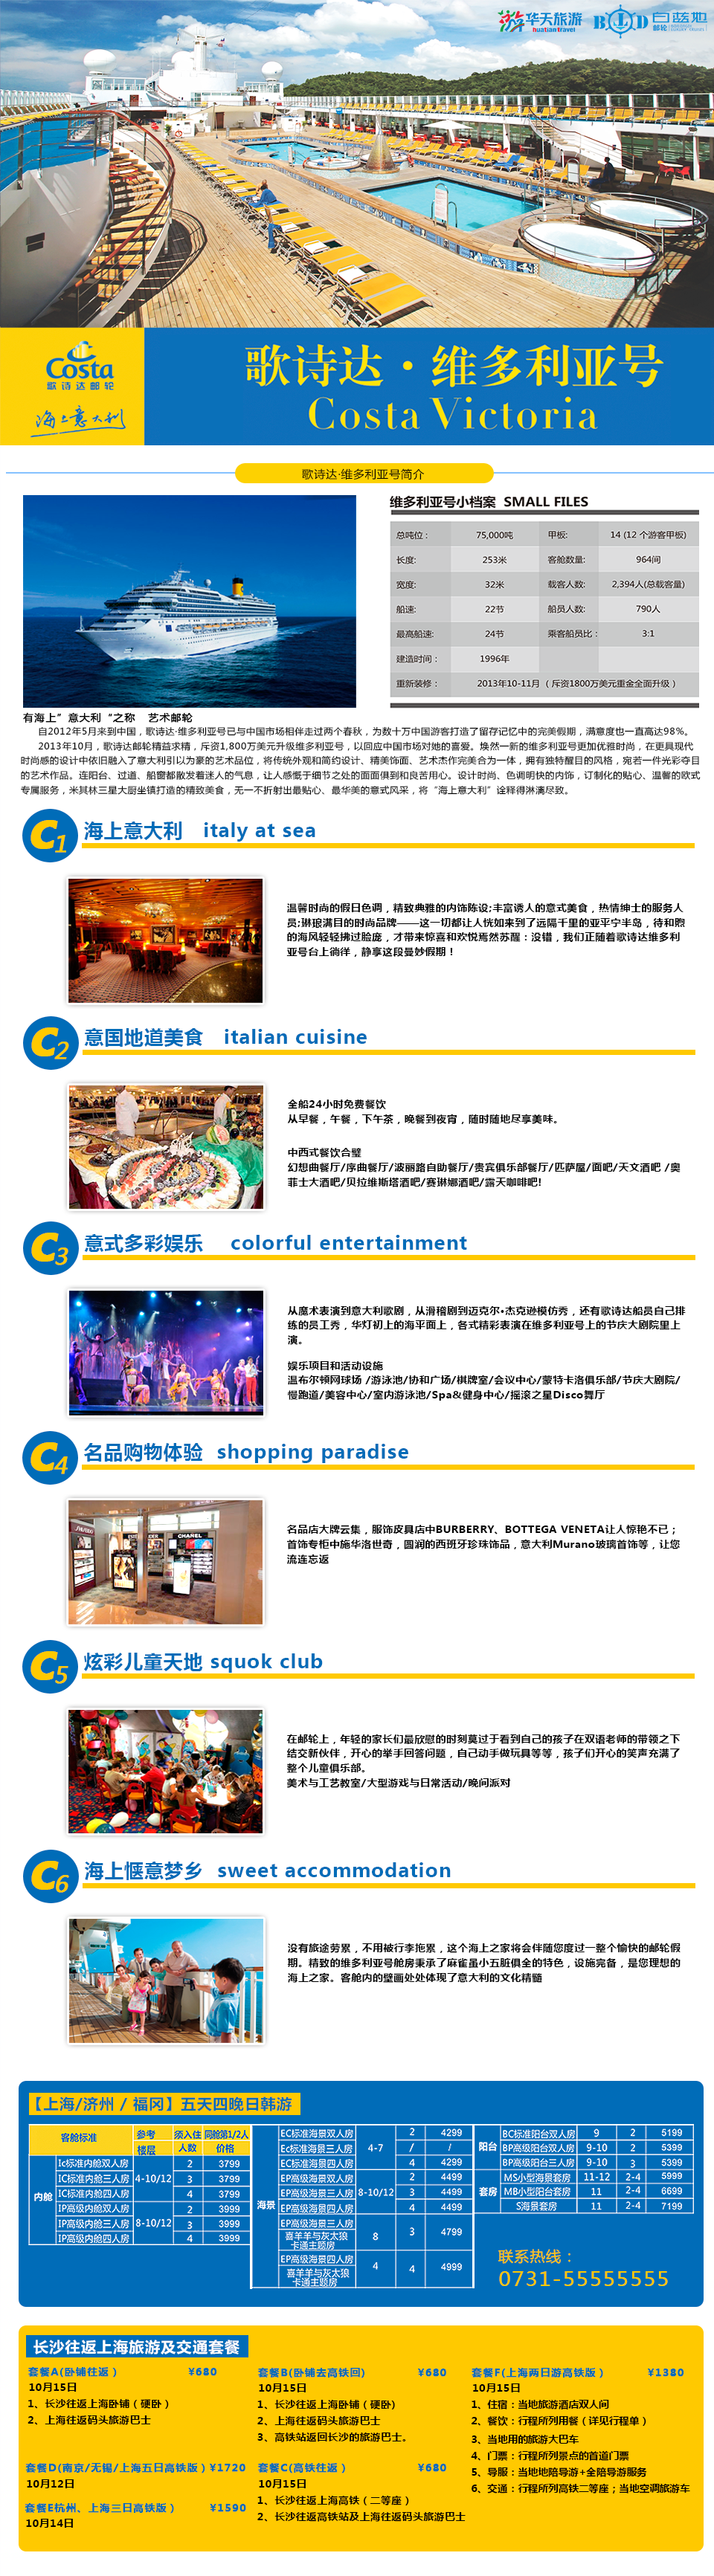 华天旅游
huatiantravel
BLD 白蓝地
邮轮
Costa
歌诗达邮轮
海上意大利
歌诗达·维多利亚号
Costa Victoria
歌诗达·维多利亚号简介
维多利亚号小档案 SMALL FILES
总吨位： 75,000吨 甲板: 14 (12 个游客甲板)
长度: 253米 客舱数量: 964间
宽度: 32米 载客人数: 2,394人(总载客量)
船速: 22节 船员人数: 790人
最高船速: 24节 乘客船员比： 3:1
建造时间： 1996年
重新装修： 2013年10-11月（斥资1800万美元重金全面升级）
有海上”意大利“之称 艺术邮轮
自2012年5月来到中国，歌诗达·维多利亚号已与中国市场相伴走过两个春秋，为数十万中国游客打造了留存记忆中的完美假期，满意度也一直高达98%。
2013年10月，歌诗达邮轮精益求精，斥资1,800万美元升级维多利亚号，以回应中国市场对她的喜爱。焕然一新的维多利亚号更加优雅时尚，在更具现代
时尚感的设计中依旧融入了意大利引以为豪的艺术品位，将传统外观和简约设计、精美饰面、艺术杰作完美合为一体，拥有独特醒目的风格，宛若一件光彩夺目
的艺术作品。连阳台、过道、船窗都散发着迷人的气息，让人感慨于细节之处的面面俱到和良苦用心。设计时尚、色调明快的内饰，订制化的贴心、温馨的欧式
专属服务，米其林三星大厨坐镇打造的精致美食，无一不折射出最贴心、最华美的意式风采，将“海上意大利”诠释得淋漓尽致。
C1 海上意大利 italy at sea
温馨时尚的假日色调，精致典雅的内饰陈设;丰富诱人的意式美食，热情绅士的服务人
员;琳琅满目的时尚品牌——这一切都让人恍如来到了远隔千里的亚平宁半岛，待和煦
的海风轻轻拂过脸庞，才带来惊喜和欢悦焉然苏醒：没错，我们正随着歌诗达维多利
亚号台上徜徉，静享这段曼妙假期！
C2 意国地道美食 italian cuisine
全船24小时免费餐饮
从早餐，午餐，下午茶，晚餐到夜宵，随时随地尽享美味。
中西式餐饮合璧
幻想曲餐厅/序曲餐厅/波丽路自助餐厅/贵宾俱乐部餐厅/匹萨屋/面吧/天文酒吧 /奥
菲士大酒吧/贝拉维斯塔酒吧/赛琳娜酒吧/露天咖啡吧!
C3 意式多彩娱乐 colorful entertainment
从魔术表演到意大利歌剧，从滑稽剧到迈克尔•杰克逊模仿秀，还有歌诗达船员自己排
练的员工秀，华灯初上的海平面上，各式精彩表演在维多利亚号上的节庆大剧院里上
演。
娱乐项目和活动设施
温布尔顿网球场 /游泳池/协和广场/棋牌室/会议中心/蒙特卡洛俱乐部/节庆大剧院/
慢跑道/美容中心/室内游泳池/Spa&健身中心/摇滚之星Disco舞厅
C4 名品购物体验 shopping paradise
CHANEL
名品店大牌云集，服饰皮具店中BURBERRY、BOTTEGA VENETA让人惊艳不已；
首饰专柜中施华洛世奇，圆润的西班牙珍珠饰品，意大利Murano玻璃首饰等，让您
流连忘返
C5 炫彩儿童天地 squok club
在邮轮上，年轻的家长们最欣慰的时刻莫过于看到自己的孩子在双语老师的带领之下
结交新伙伴，开心的举手回答问题，自己动手做玩具等等，孩子们开心的笑声充满了
整个儿童俱乐部。
美术与工艺教室/大型游戏与日常活动/晚间派对
C6 海上惬意梦乡 sweet accommodation
没有旅途劳累，不用被行李拖累，这个海上之家将会伴随您度过一整个愉快的邮轮假
期。精致的维多利亚号舱房秉承了麻雀虽小五脏俱全的特色，设施完备，是您理想的
海上之家。客舱内的壁画处处体现了意大利的文化精髓
【上海/济州 / 福冈】五天四晚日韩游
客舱标准 参考楼层 须入住人数 同舱第1/2人价格
内舱
Ic标准内舱双人房 4-10/12 2 3799
IC标准内舱三人房 3 3799
IC标准内舱四人房 4 3799
IP高级内舱双人房 8-10/12 2 3999
IP高级内舱三人房 3 3999
IP高级内舱四人房 4 3999
海景
EC标准海景双人房 4-7 2 4299
Ec标准海景三人房 / /
EC标准海景四人房 4 4299
EP高级海景双人房 8-10/12 2 4499
EP高级海景三人房 3 4499
EP高级海景四人房 4 4499
EP高级海景三人房 8 3 4799
喜羊羊与灰太狼
卡通主题房
EP高级海景四人房 4 4 4999
喜羊羊与灰太狼
卡通主题房
阳台
BC标准阳台双人房 9 2 5199
BP高级阳台双人房 9-10 2 5399
BP高级阳台三人房 9-10 3 5399
套房
MS小型海景套房 11-12 2-4 5999
MB小型阳台套房 11 2-4 6699
S海景套房 11 2-4 7199
联系热线：
0731-55555555
长沙往返上海旅游及交通套餐
套餐A(卧铺往返） ¥680
10月15日
1、长沙往返上海卧铺（硬卧）
2、上海往返码头旅游巴士
套餐B(卧铺去高铁回) ¥680
10月15日
1、长沙往返上海卧铺（硬卧)
2、上海往返码头旅游巴士
3、高铁站返回长沙的旅游巴士。
套餐F(上海两日游高铁版） ¥1380
10月15日
1、住宿：当地旅游酒店双人间
2、餐饮：行程所列用餐（详见行程单）
3、当地用的旅游大巴车
4、门票：行程所列景点的首道门票
5、导服：当地地陪导游+全陪导游服务
6、交通：行程所列高铁二等座；当地空调旅游车
套餐D(南京/无锡/上海五日高铁版）¥1720
10月12日
套餐E杭州、上海三日高铁版） ¥1590
10月14日
套餐C(高铁往返） ¥680
10月15日
1、长沙往返上海高铁（二等座）
2、长沙往返高铁站及上海往返码头旅游巴士